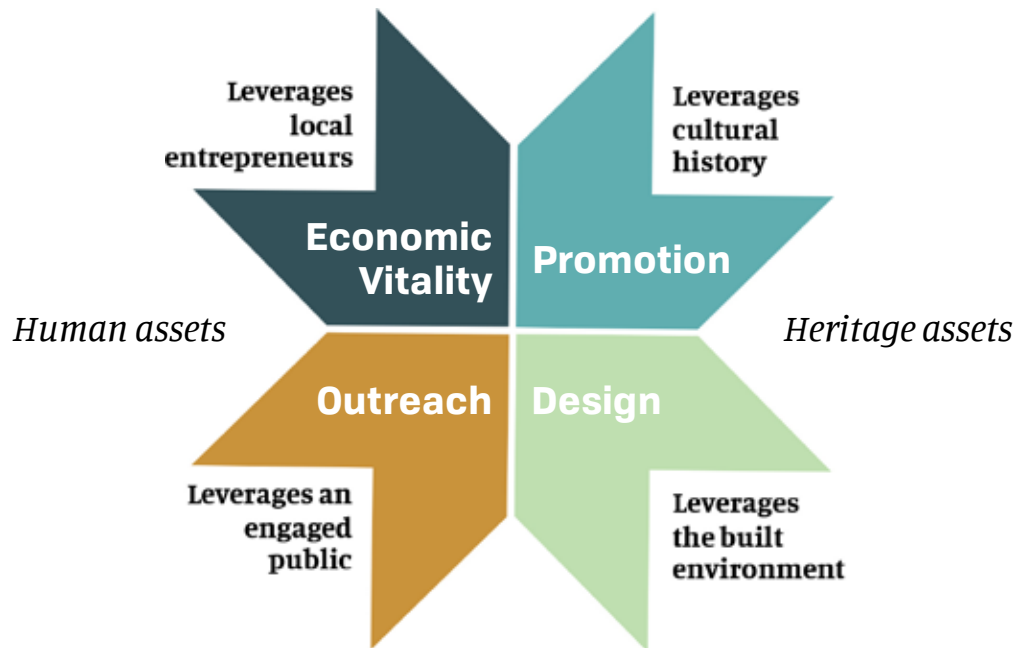 Leverages
local
entrepreneurs
Leverages
cultural
history
Economic
Vitality
Promotion
Human assets
Heritage assets
Outreach
Design
Leverages an
engaged
public
Leverages
the built
environment